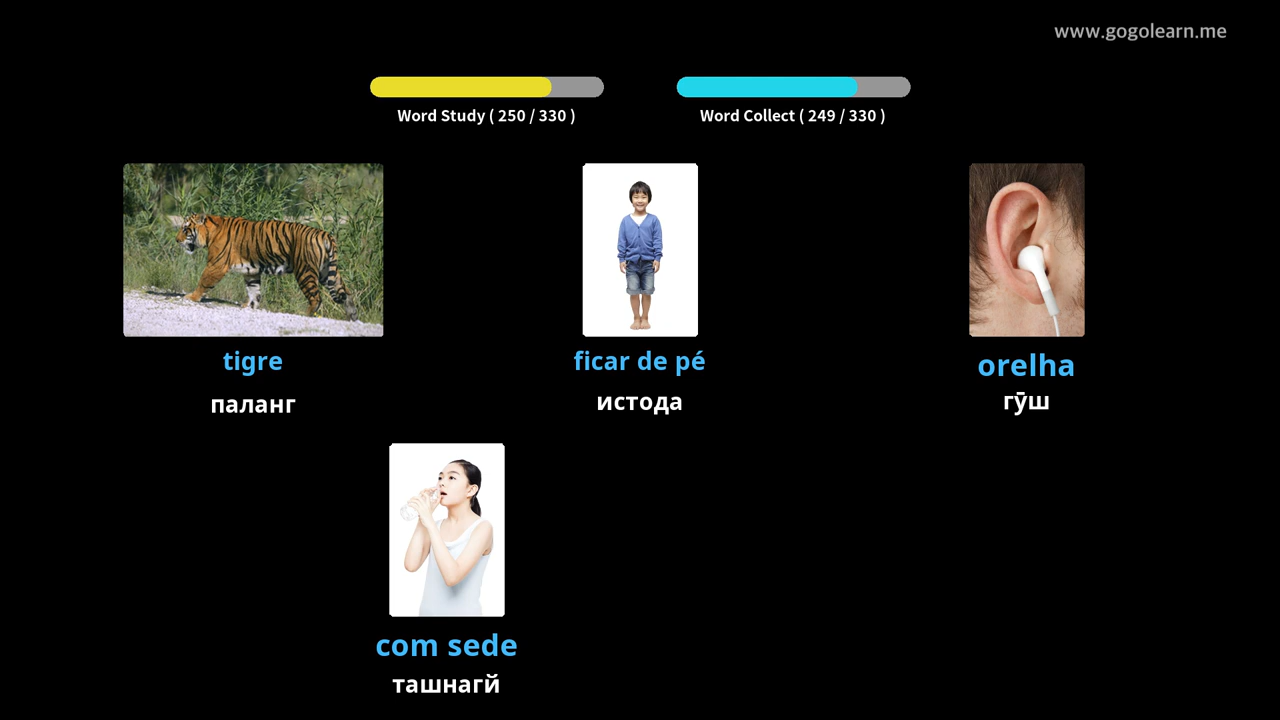 www.gogolearn.me
Word Study ( 250 / 330 )
Word Collect ( 249 / 330 )
tigre
паланг
ficar de pé
истода
orelha
гӯш
com sede
ташнагй